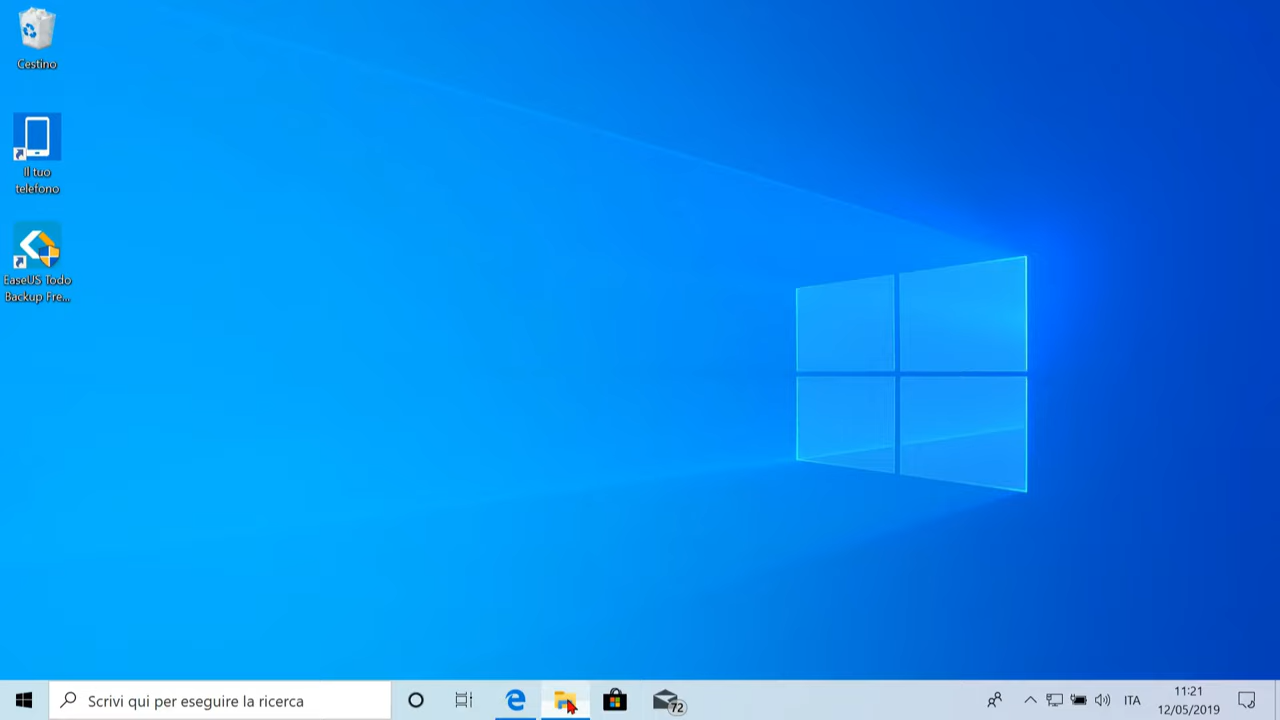 Cestino
Il tuo
telefono
EaseUS Todo
Backup Fre...
Scrivi qui per eseguire la ricerca
72
ITA
11:21
12/05/2019